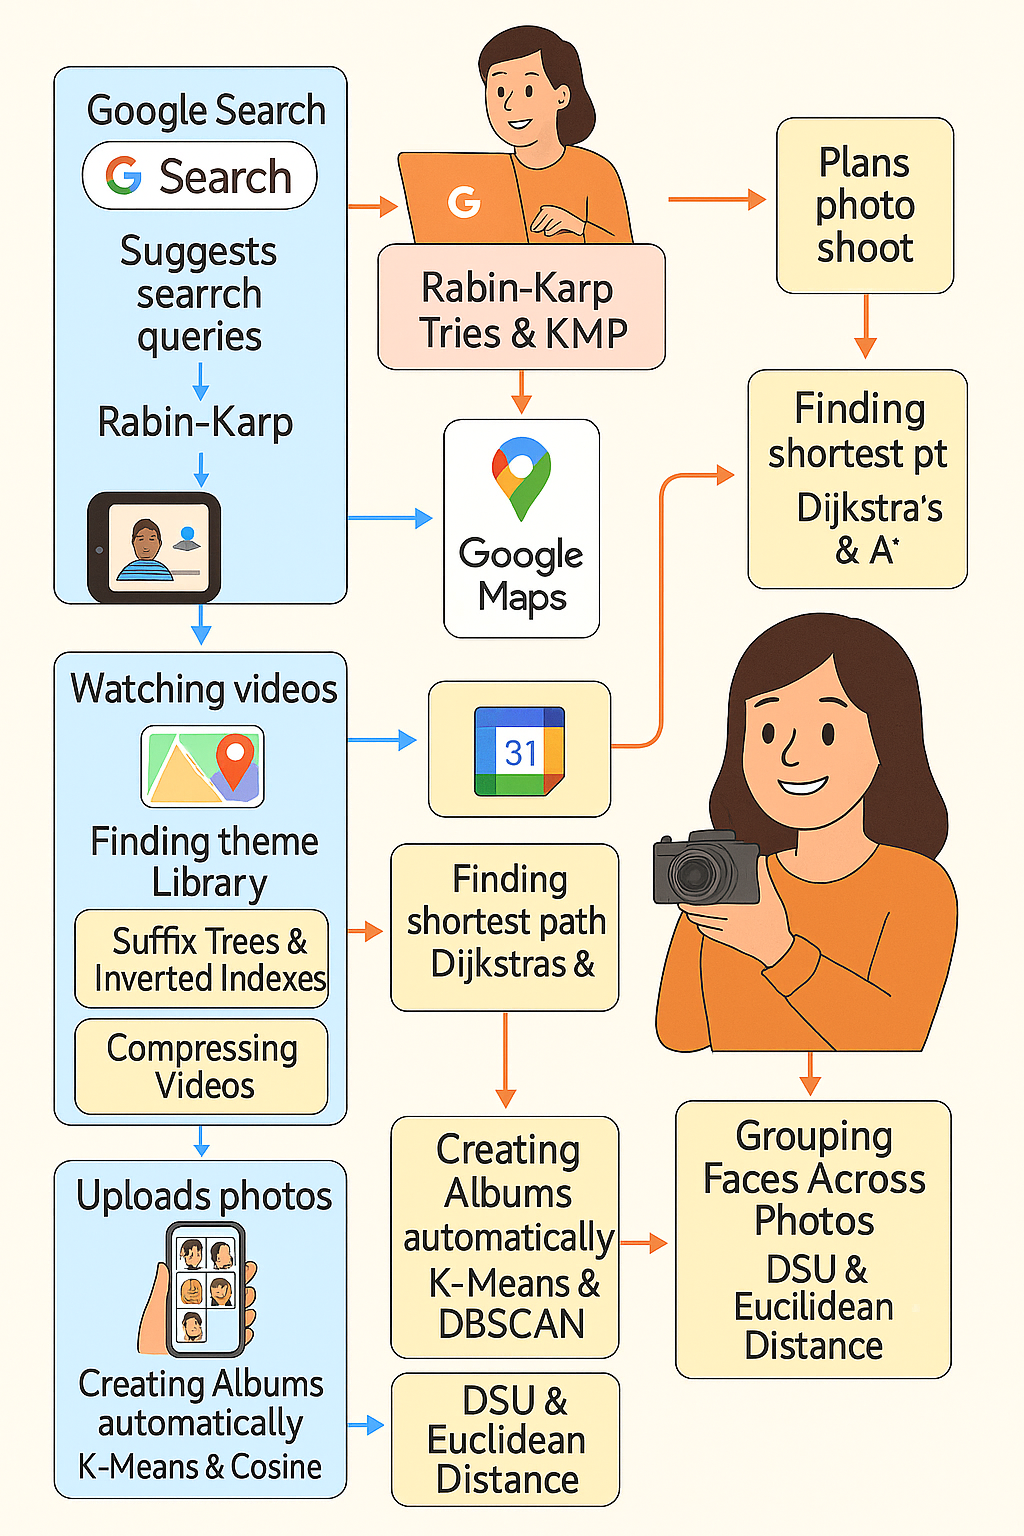 Google Search
G Search
Suggests
searrch
queries
Rabin-Karp
G
Rabin-Karp
Tries & KMP
Plans
photo
shoot
Google
Maps
Finding
shortest pt
Dijkstra's
& A*
Watching videos
Finding theme
Library
Suffix Trees &
Inverted Indexes
Compressing
Videos
31
Finding
shortest path
Dijkstras &
Uploads photos
Creating Albums
automatically
K-Means & Cosine
Creating
Albums
automatically
K-Means &
DBSCAN
Grouping
Faces Across
Photos
DSU &
Eucilidean
Distance
DSU &
Euclidean
Distance